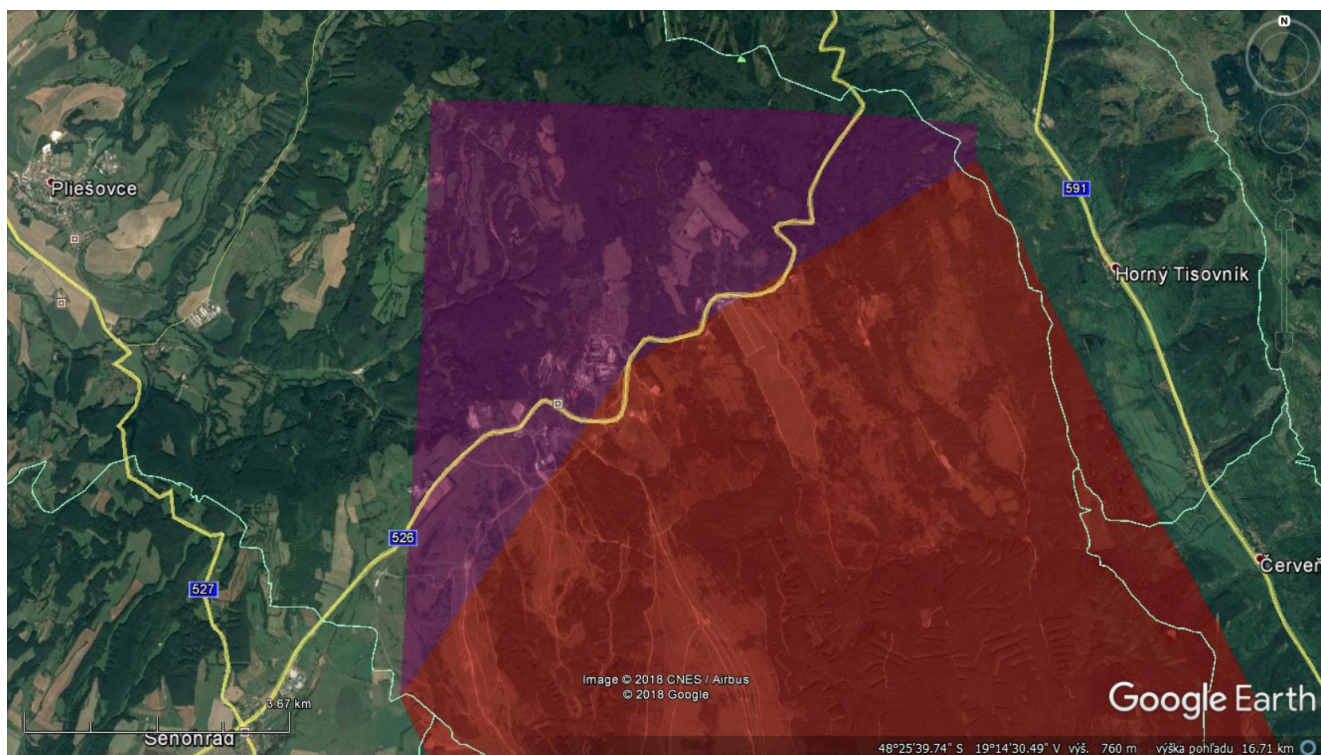 N
Pliešovce
591
Horný Tisovník
526
527
Červeň
Image © 2018 CNES / Airbus
© 2018 Google
3.67 km
Senohrad
Google Earth
48°25'39.74" S 19°14'30.49" V výš. 760 m výška pohľadu 16.71 km